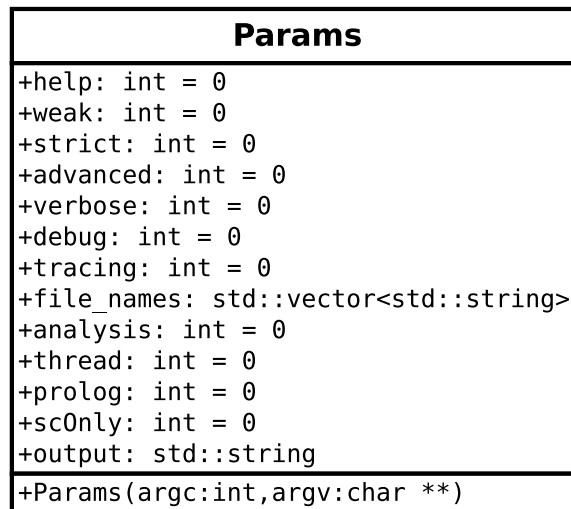 Params
+help: int = 0
+weak: int = 0
+strict: int = 0
+advanced: int = 0
+verbose: int = 0
+debug: int = 0
+tracing: int = 0
+file_names: std::vector<std::string>
+analysis: int = 0
+thread: int = 0
+prolog: int = 0
+scOnly: int = 0
+output: std::string
+Params(argc:int,argv:char **)